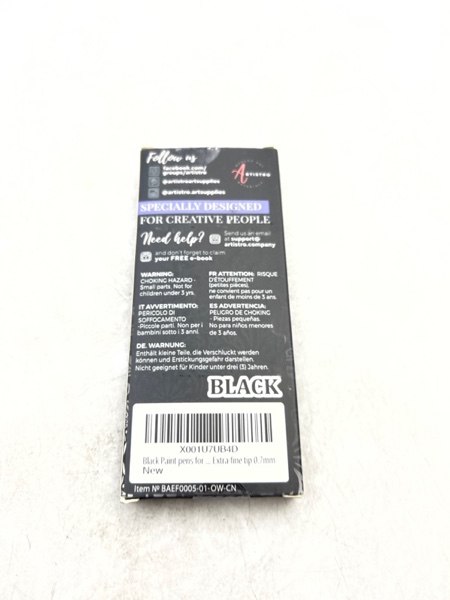 Follow us
facebook.com/
groups/artistro
@artistroartsupplies
@artistro.artsupplies
ARTISTRO
SPECIALLY DESIGNED
FOR CREATIVE PEOPLE
Need help?
Send us an email
at support@
artistro.company
and don't forget to claim
your FREE e-book
WARNING:
CHOKING HAZARD -
Small parts. Not for
children under 3 yrs.
FR ATTENTION: RISQUE
D'ÉTOUFFEMENT
(petites pièces),
ne convient pas pour un
enfant de moins de 3 ans.
IT AVVERTIMENTO:
PERICOLO DI
SOFFOCAMENTO
-Piccole parti. Non per i
bambini sotto i 3 anni.
ES ADVERTENCIA:
PELIGRO DE CHOKING
- Piezas pequeñas.
No para niños menores
de 3 años.
DE. WARNUNG:
Enthält kleine Teile, die Verschluckt werden
können und Erstickungsgefahr darstellen.
Nicht geeignet für Kinder unter drei (3) Jahren.
BLACK
X001U7UB4D
Black Paint pens for ... Extra fine tip 0.7mm
New
Item № BAEF0005-01-OW-CN